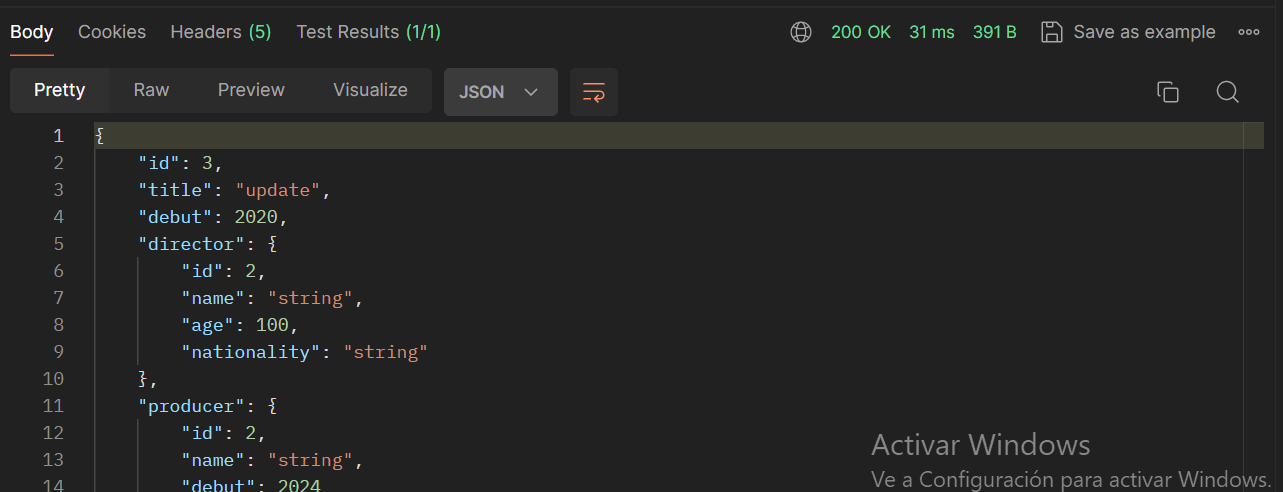 Body Cookies Headers (5) Test Results (1/1) 200 OK 31 ms 391 B Save as example
Pretty Raw Preview Visualize JSON
1 {
2 "id": 3,
3 "title": "update",
4 "debut": 2020,
5 "director": {
6 "id": 2,
7 "name": "string",
8 "age": 100,
9 "nationality": "string"
10 },
11 "producer": {
12 "id": 2,
13 "name": "string",
14 "debut": 2024
Activar Windows
Ve a Configuración para activar Windows.